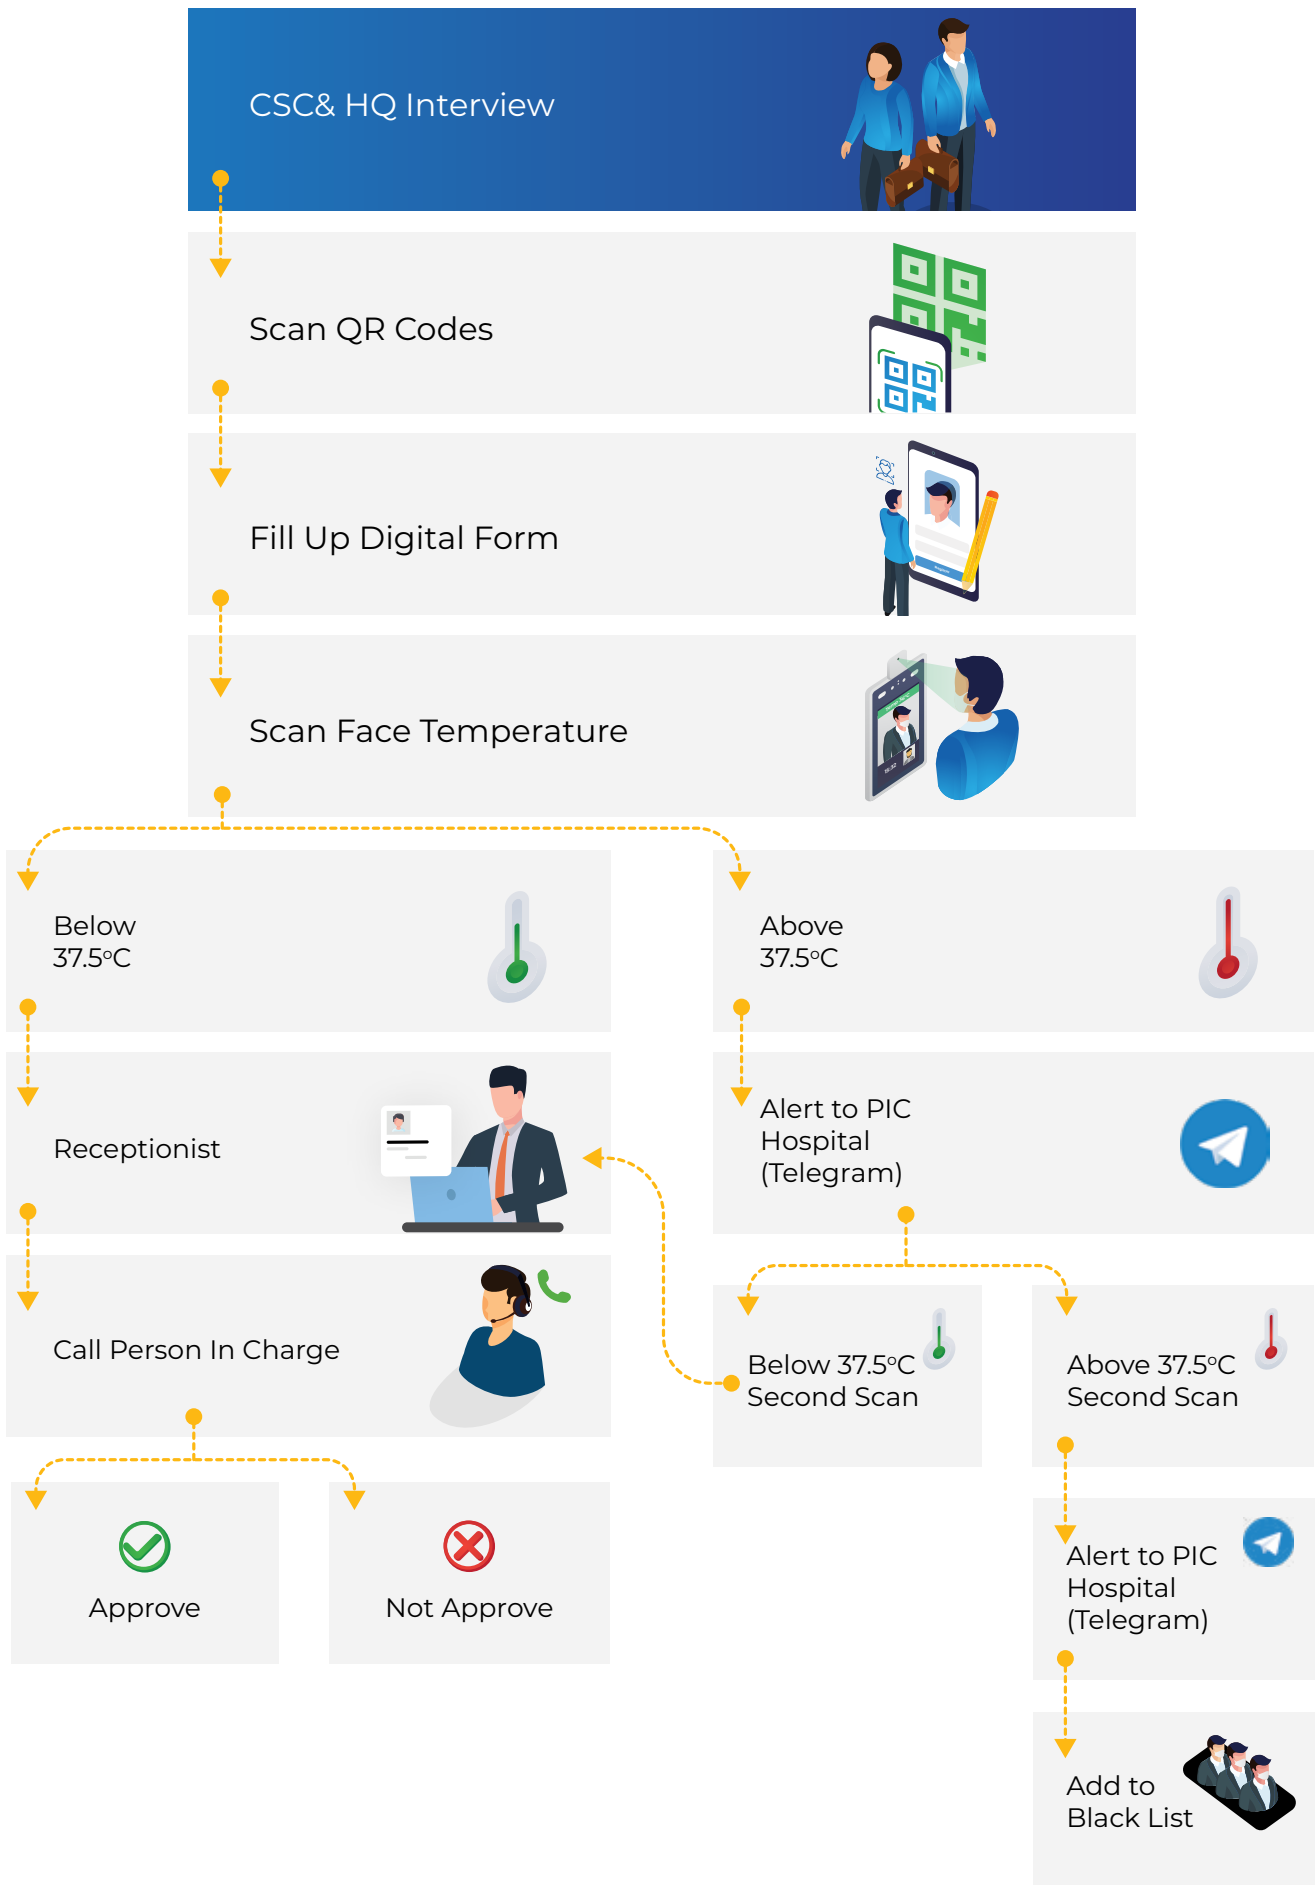 CSC& HQ Interview
Scan QR Codes
Fill Up Digital Form
Scan Face Temperature
Below
37.5°C
Above
37.5°C
Receptionist
Alert to PIC
Hospital
(Telegram)
Call Person In Charge
Below 37.5°C
Second Scan
Above 37.5°C
Second Scan
Approve
Not Approve
Alert to PIC
Hospital
(Telegram)
Add to
Black List